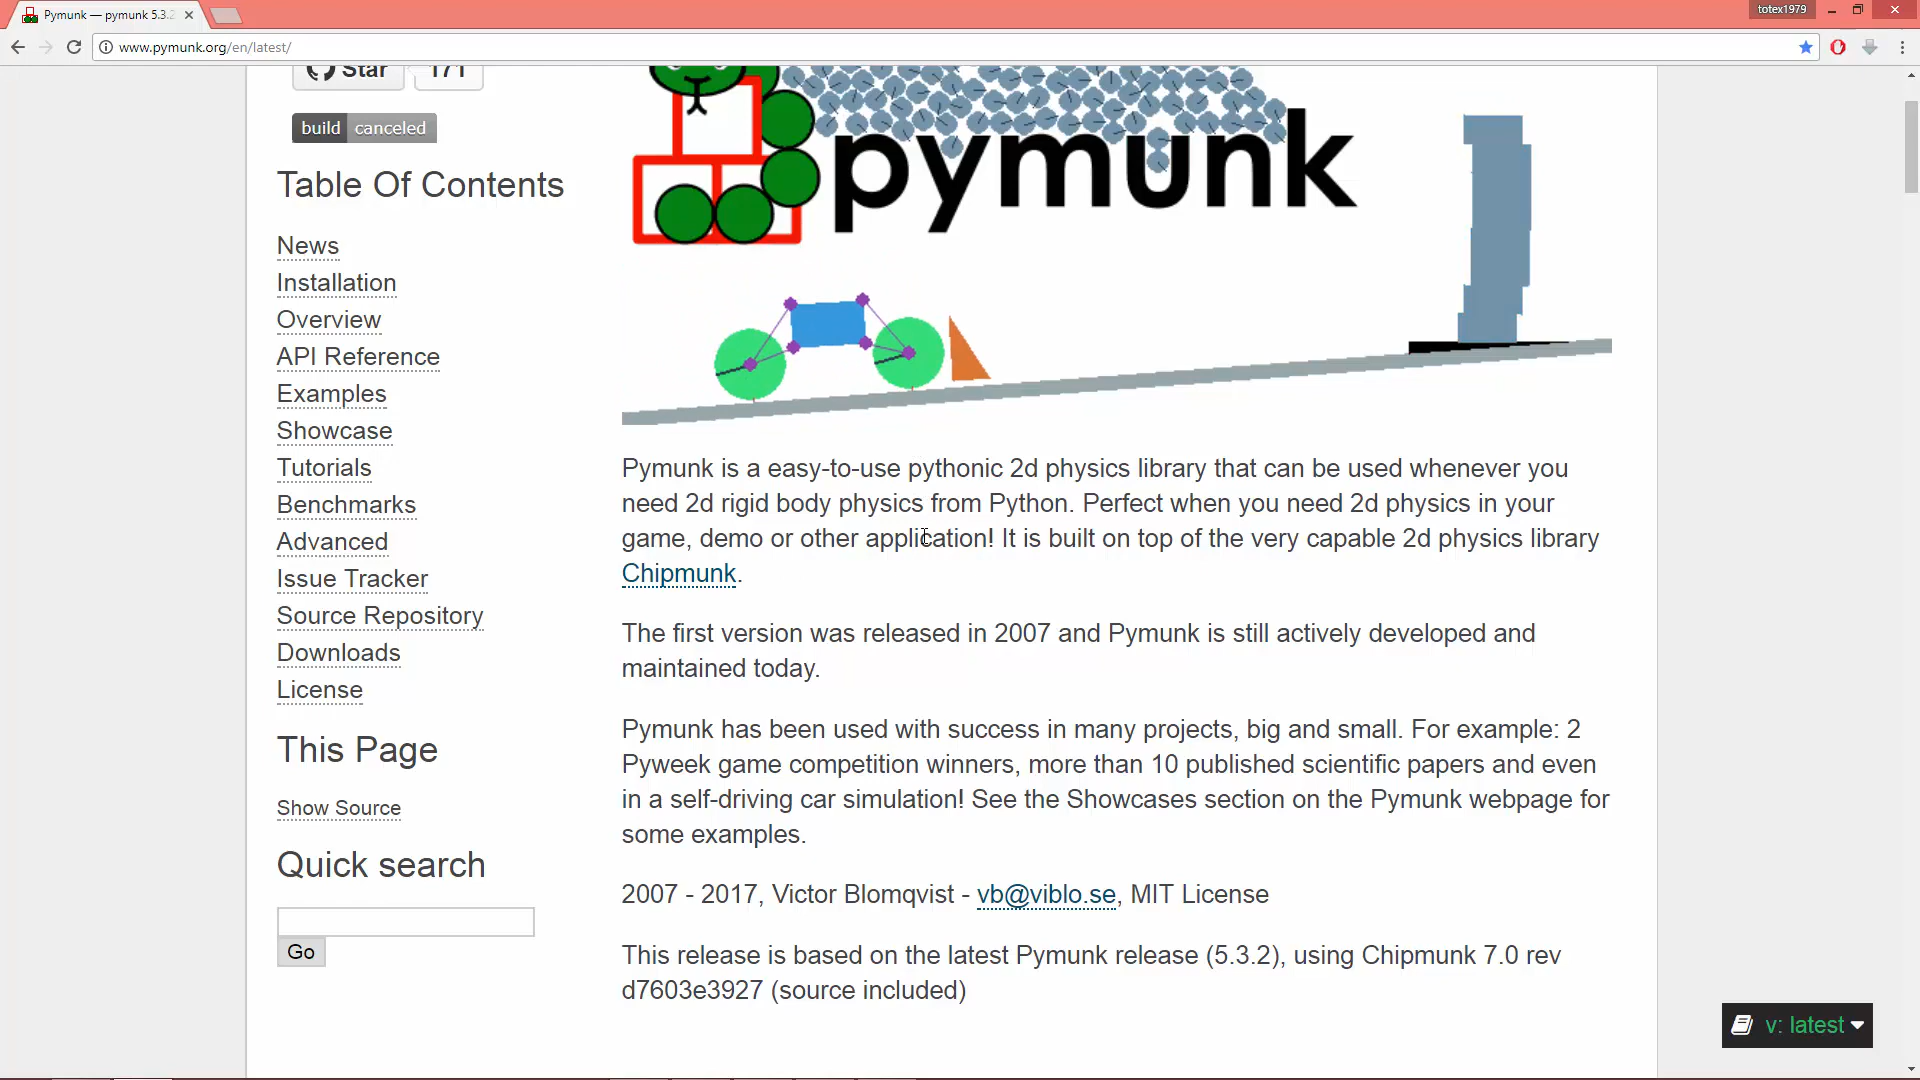 Pymunk — pymunk 5.3.2
totex1979
www.pymunk.org/en/latest/
Star 171
build canceled
Table Of Contents
News
Installation
Overview
API Reference
Examples
Showcase
Tutorials
Benchmarks
Advanced
Issue Tracker
Source Repository
Downloads
License
This Page
Show Source
Quick search
Go
pymunk
Pymunk is a easy-to-use pythonic 2d physics library that can be used whenever you
need 2d rigid body physics from Python. Perfect when you need 2d physics in your
game, demo or other application! It is built on top of the very capable 2d physics library
Chipmunk.
The first version was released in 2007 and Pymunk is still actively developed and
maintained today.
Pymunk has been used with success in many projects, big and small. For example: 2
Pyweek game competition winners, more than 10 published scientific papers and even
in a self-driving car simulation! See the Showcases section on the Pymunk webpage for
some examples.
2007 - 2017, Victor Blomqvist - vb@viblo.se, MIT License
This release is based on the latest Pymunk release (5.3.2), using Chipmunk 7.0 rev
d7603e3927 (source included)
v: latest